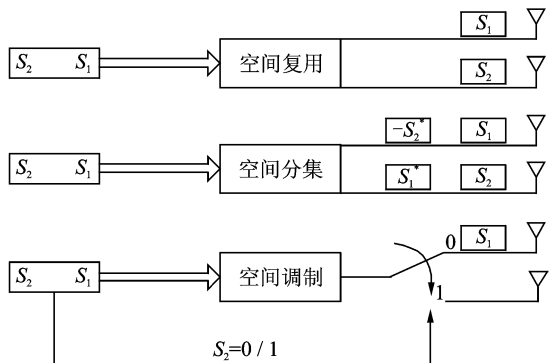 S₁
S₂ S₁ 空间复用
S₂
−S₂* S₁
S₂ S₁ 空间分集
S₁* S₂
0 S₁
S₂ S₁ 空间调制
1
S₂=0 / 1